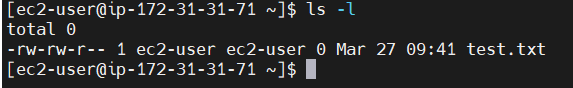 [ec2-user@ip-172-31-31-71 ~]$ ls -l
total 0
-rw-rw-r-- 1 ec2-user ec2-user 0 Mar 27 09:41 test.txt
[ec2-user@ip-172-31-31-71 ~]$